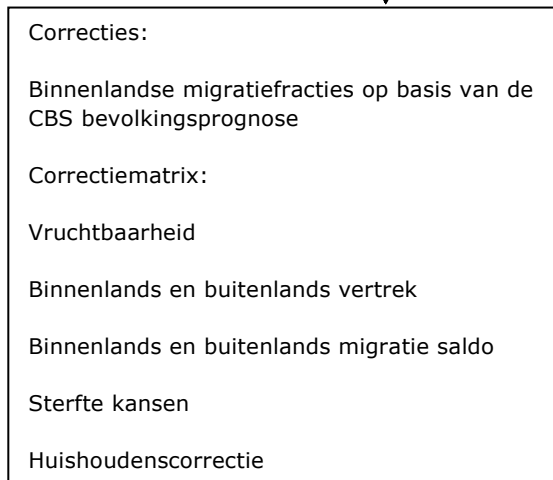 Correcties:
Binnenlandse migratiefracties op basis van de
CBS bevolkingsprognose
Correctiematrix:
Vruchtbaarheid
Binnenlands en buitenlands vertrek
Binnenlands en buitenlands migratie saldo
Sterfte kansen
Huishoudenscorrectie